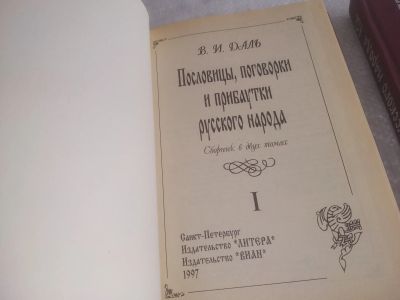 В. И. ДАЛЬ
Пословицы, поговорки
и прибаутки
русского народа
Сборник в двух томах
I
Санкт-Петербург
Издательство "ЛИТЕРА"
Издательство "ВИАН"
1997